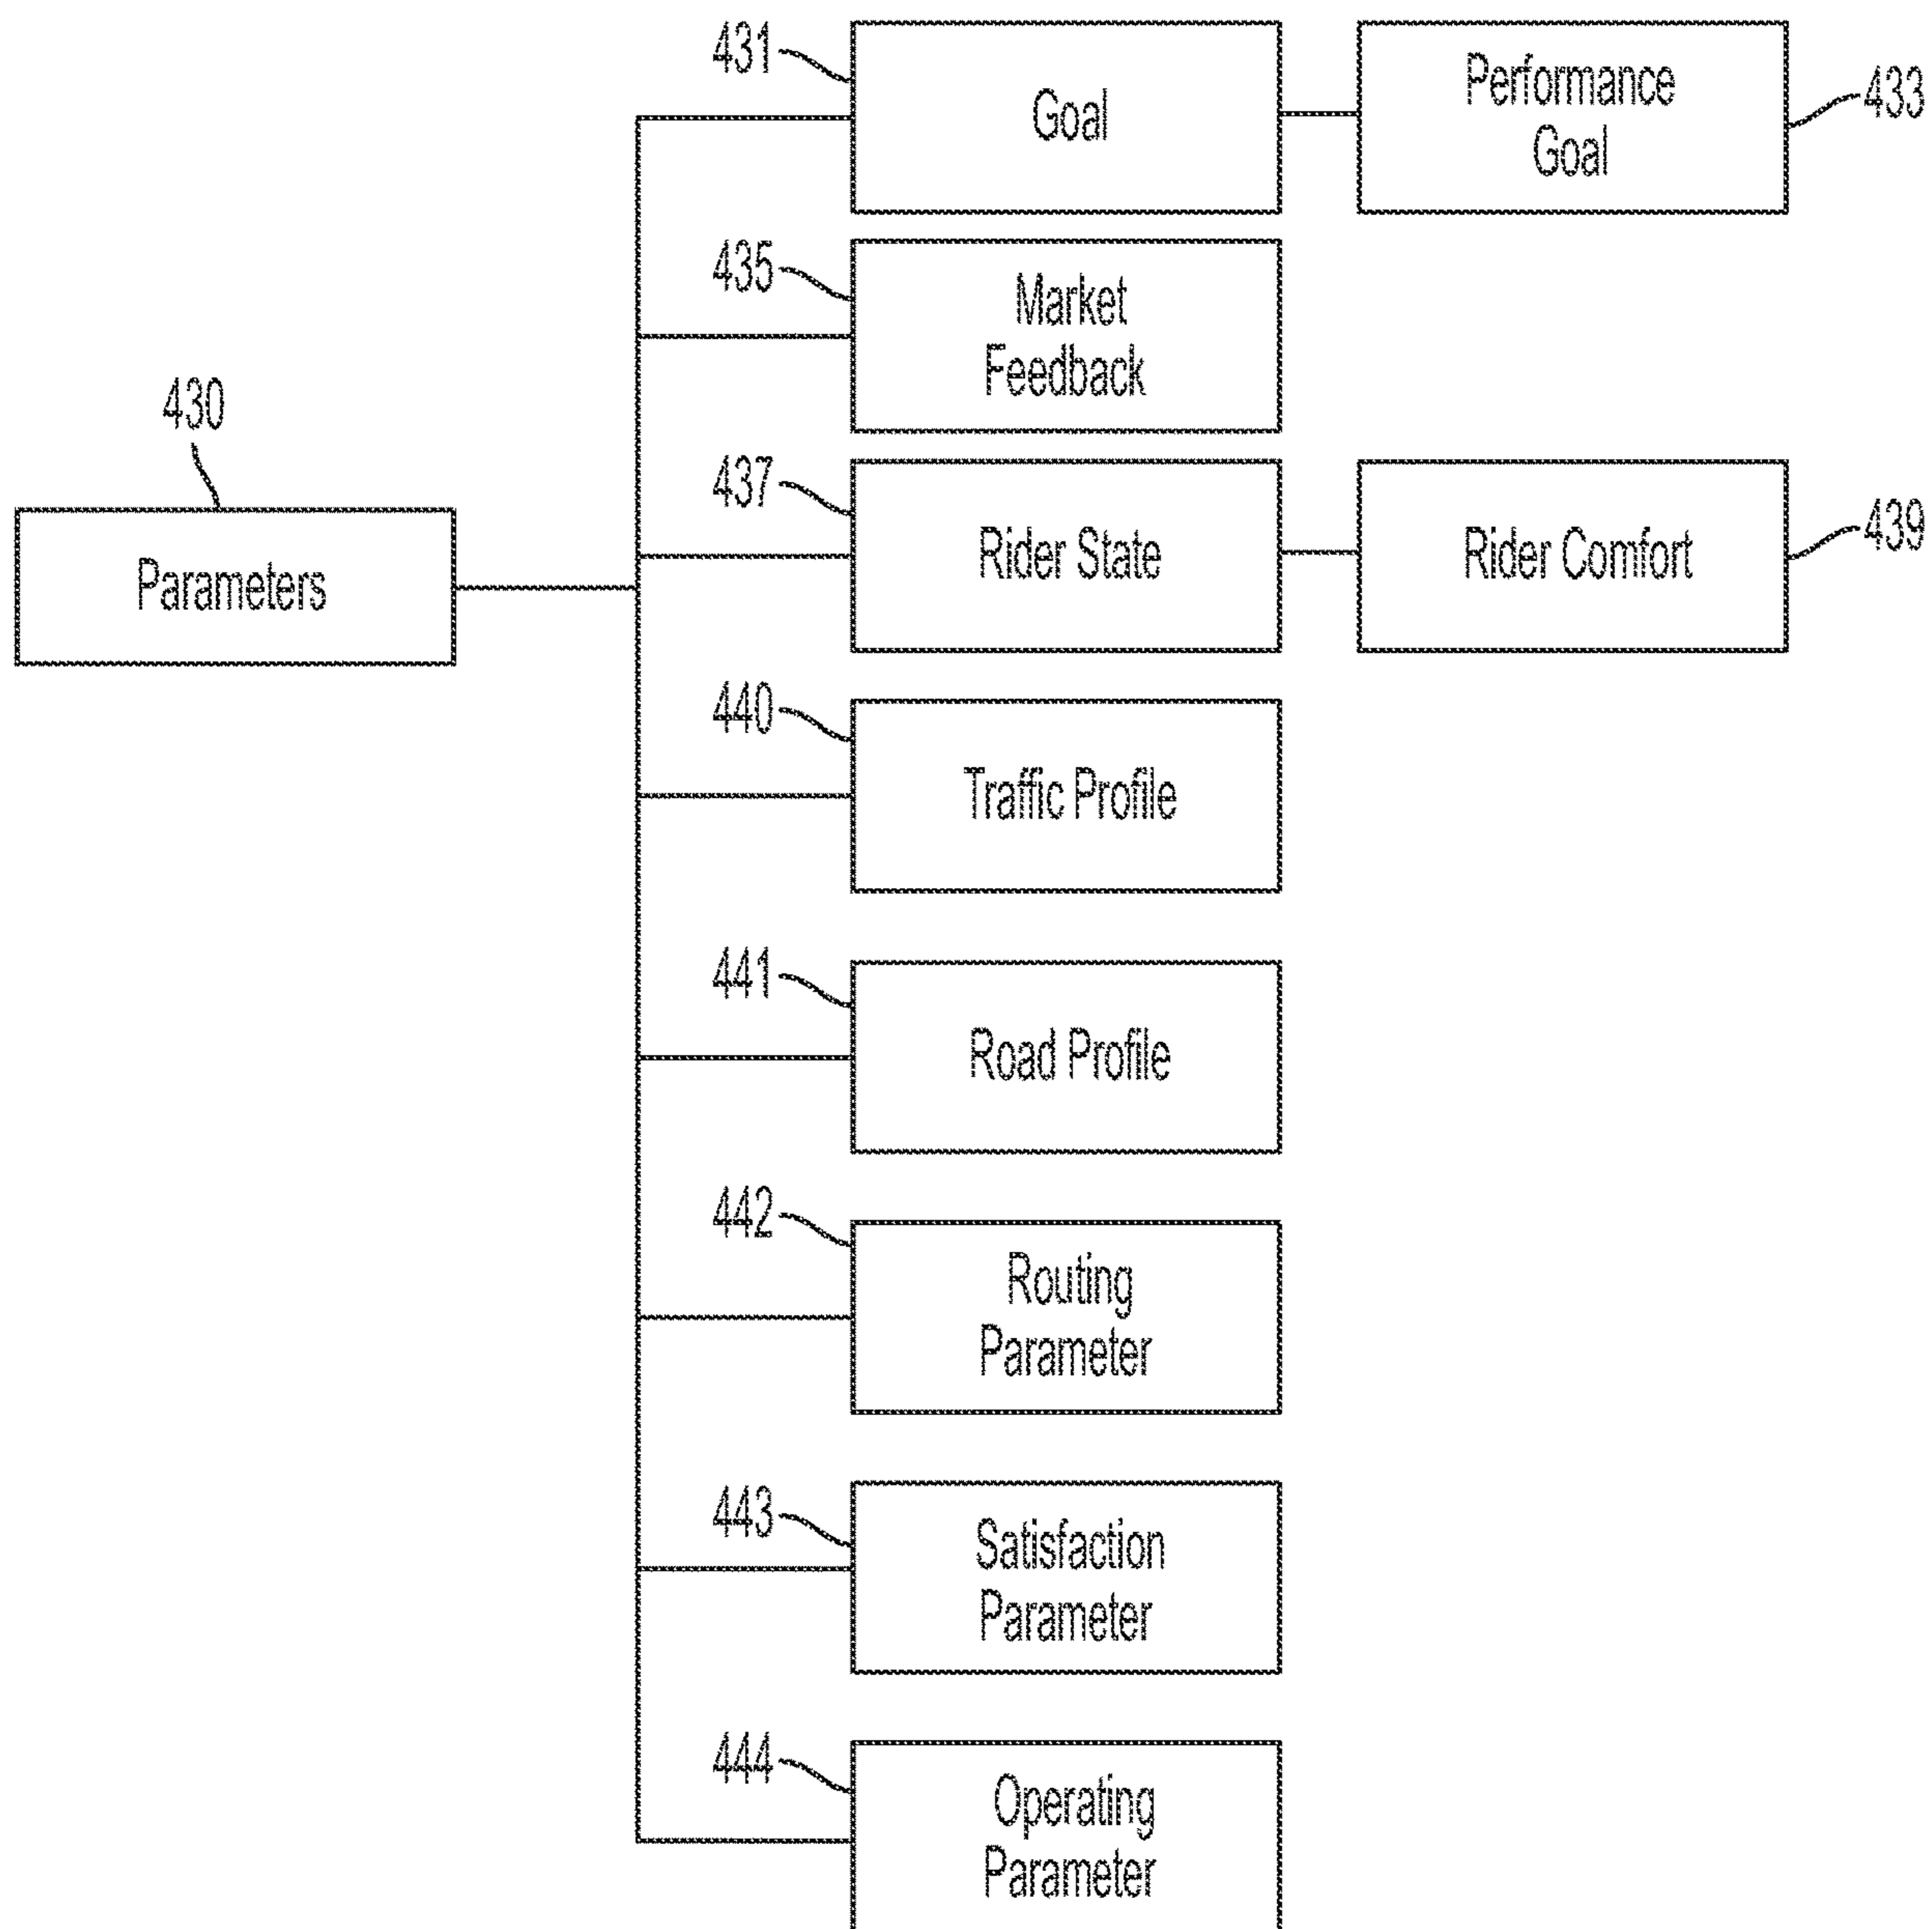 431
Goal
Performance
Goal
433
435
Market
Feedback
430
Parameters
437
Rider State
Rider Comfort
439
440
Traffic Profile
441
Road Profile
442
Routing
Parameter
443
Satisfaction
Parameter
444
Operating
Parameter